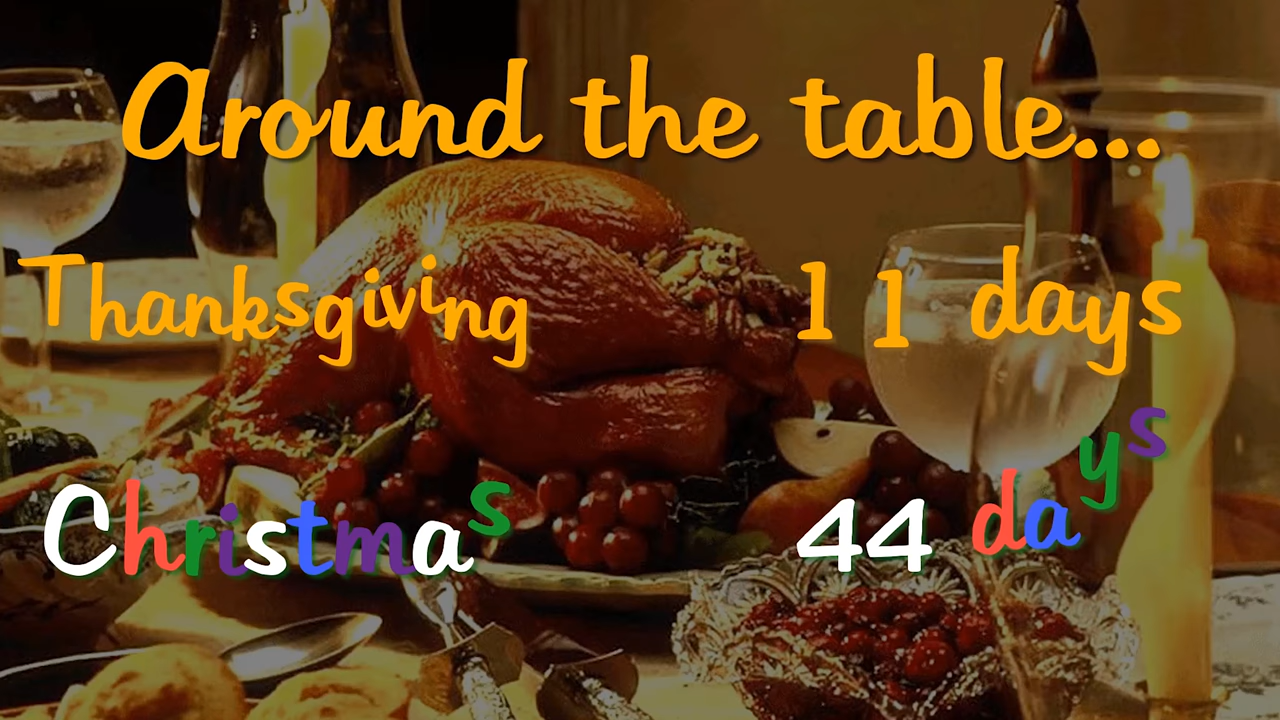 Around the table...
Thanksgiving 11 days
Christmas 44 days